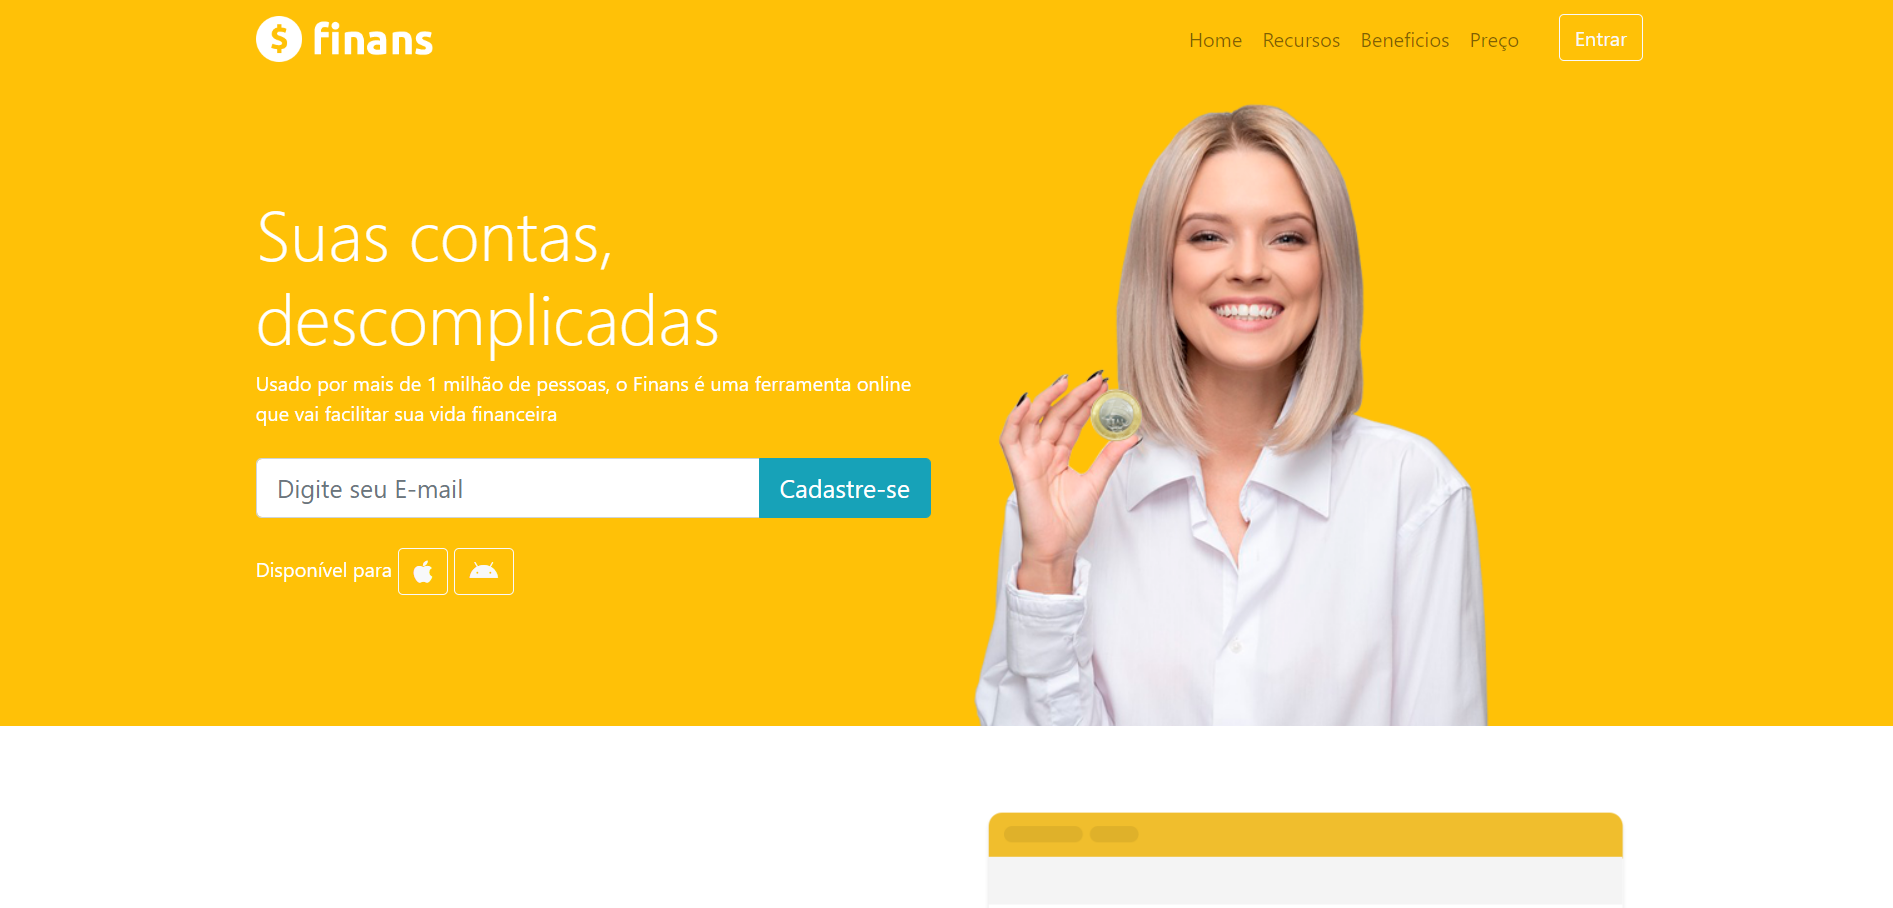 finans
Home Recursos Beneficios Preço Entrar
Suas contas,
descomplicadas
Usado por mais de 1 milhão de pessoas, o Finans é uma ferramenta online
que vai facilitar sua vida financeira
Digite seu E-mail Cadastre-se
Disponível para